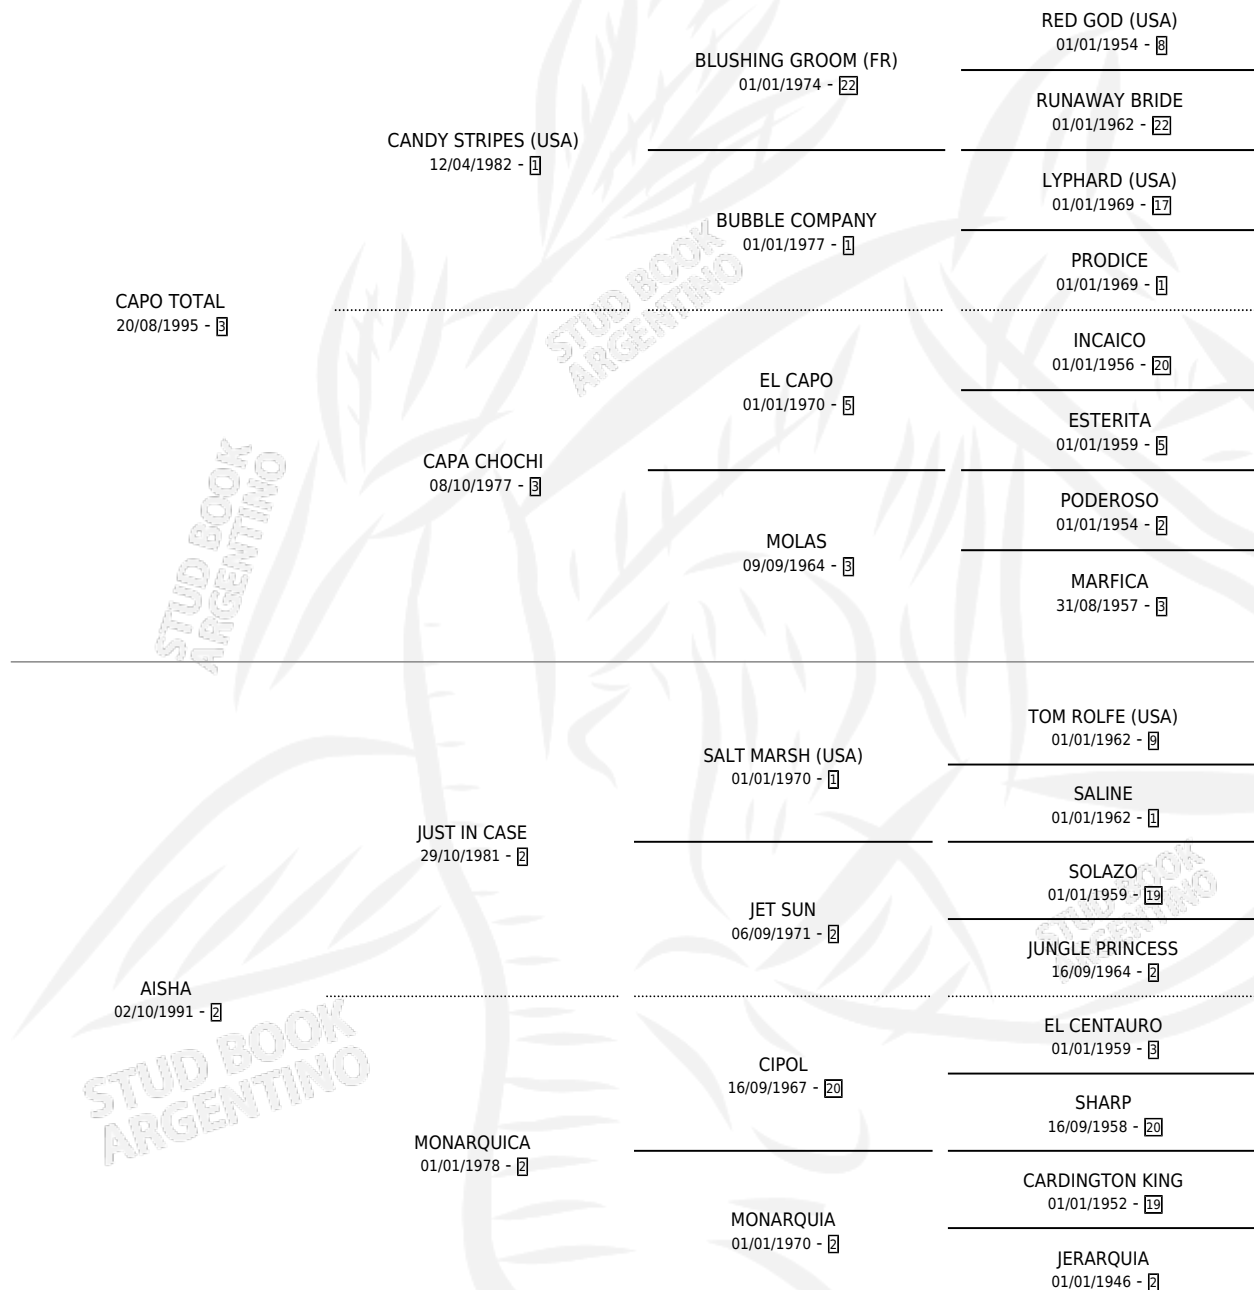 RED GOD (USA)
01/01/1954 - 8
BLUSHING GROOM (FR)
01/01/1974 - 22
RUNAWAY BRIDE
01/01/1962 - 22
CANDY STRIPES (USA)
12/04/1982 - 1
LYPHARD (USA)
01/01/1969 - 17
BUBBLE COMPANY
01/01/1977 - 1
PRODICE
01/01/1969 - 1
CAPO TOTAL
20/08/1995 - 3
INCAICO
01/01/1956 - 20
EL CAPO
01/01/1970 - 5
ESTERITA
01/01/1959 - 5
CAPA CHOCHI
08/10/1977 - 3
PODEROSO
01/01/1954 - 2
MOLAS
09/09/1964 - 3
MARFICA
31/08/1957 - 3
STUD BOOK
ARGENTINO
STUD BOOK
ARGENTINO
TOM ROLFE (USA)
01/01/1962 - 9
SALT MARSH (USA)
01/01/1970 - 1
SALINE
01/01/1962 - 1
JUST IN CASE
29/10/1981 - 2
SOLAZO
01/01/1959 - 19
JET SUN
06/09/1971 - 2
JUNGLE PRINCESS
16/09/1964 - 2
AISHA
02/10/1991 - 2
EL CENTAURO
01/01/1959 - 3
CIPOL
16/09/1967 - 20
SHARP
16/09/1958 - 20
MONARQUICA
01/01/1978 - 2
CARDINGTON KING
01/01/1952 - 19
MONARQUIA
01/01/1970 - 2
JERARQUIA
01/01/1946 - 2
STUD BOOK
ARGENTINO
STUD BOOK
ARGENTINO